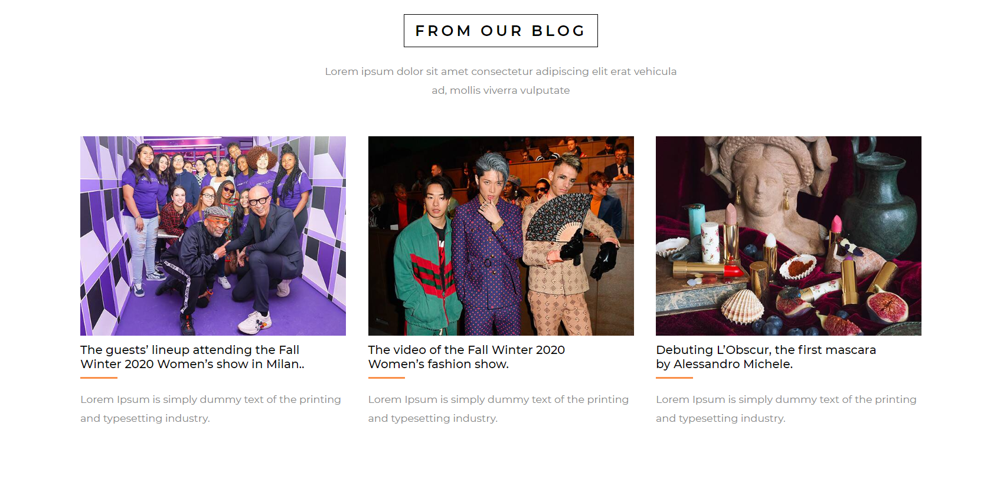 FROM OUR BLOG
Lorem ipsum dolor sit amet consectetur adipiscing elit erat vehicula
ad, mollis viverra vulputate
The guests’ lineup attending the Fall
Winter 2020 Women’s show in Milan..
Lorem Ipsum is simply dummy text of the printing
and typesetting industry.
The video of the Fall Winter 2020
Women’s fashion show.
Lorem Ipsum is simply dummy text of the printing
and typesetting industry.
Debuting L’Obscur, the first mascara
by Alessandro Michele.
Lorem Ipsum is simply dummy text of the printing
and typesetting industry.